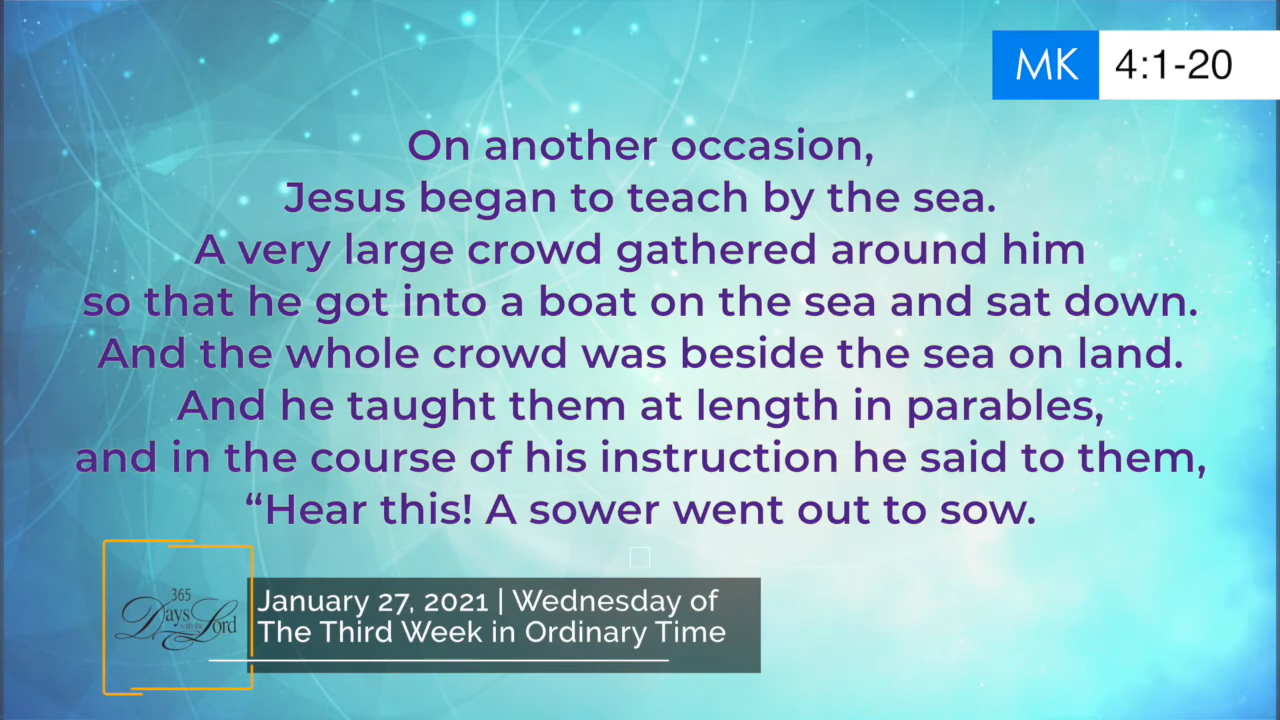 MK 4:1-20
On another occasion,
Jesus began to teach by the sea.
A very large crowd gathered around him
so that he got into a boat on the sea and sat down.
And the whole crowd was beside the sea on land.
And he taught them at length in parables,
and in the course of his instruction he said to them,
“Hear this! A sower went out to sow.
365
Days with the Lord
January 27, 2021 | Wednesday of
The Third Week in Ordinary Time